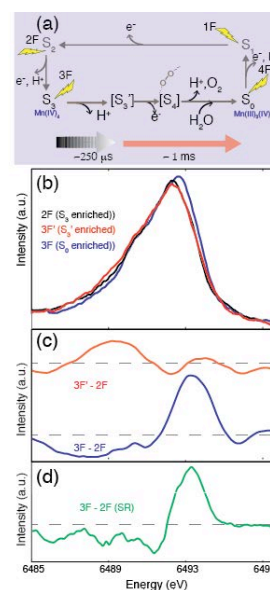 (a)
1F
e⁻
2F
S₂
S₁
3F
4F
e⁻, H⁺
S₃
Mn(IV)₄
H⁺
[S₃']
e⁻
[S₄]
H⁺,O₂
H₂O
S₀
Mn(III)₃(IV)
~250 µs
~ 1 ms
(b)
2F (S₃ enriched))
3F' (S₃' enriched)
3F (S₀ enriched)
Intensity (a.u.)
(c)
3F' - 2F
3F - 2F
Intensity (a.u.)
(d)
3F - 2F (SR)
Intensity (a.u.)
6485
6489
6493
Energy (eV)